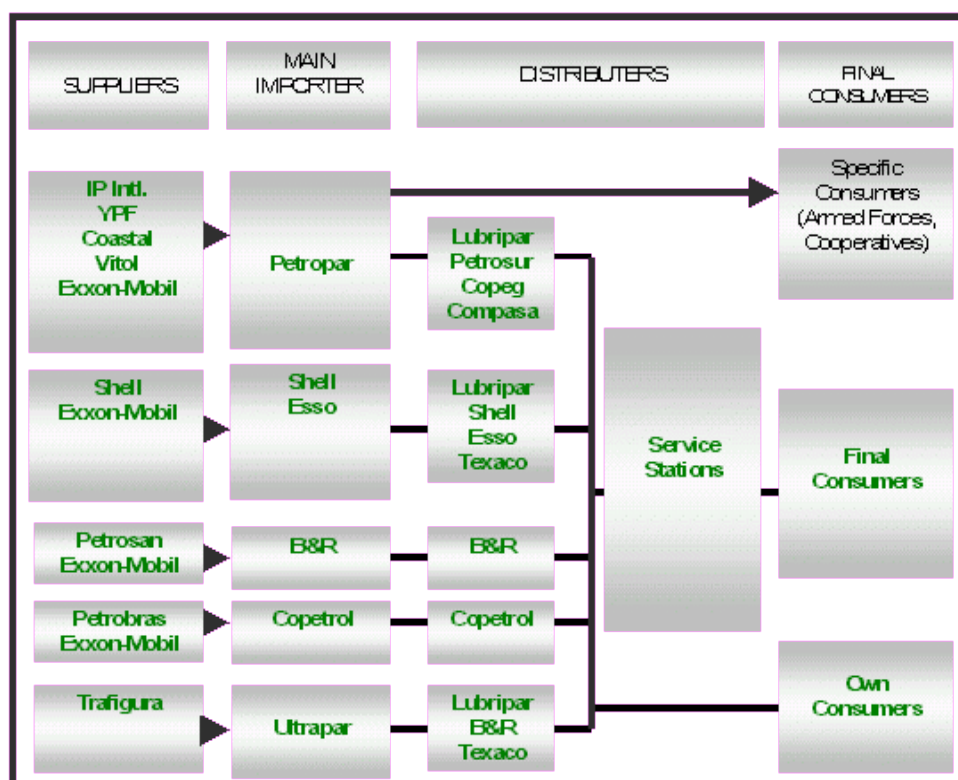 SUPPLIERS
MAIN
IMPORTER
DISTRIBUTERS
FINAL
CONSUMERS
IP Intl.
YPF
Coastal
Vitol
Exxon-Mobil
Petropar
Lubripar
Petrosur
Copeg
Compasa
Specific
Consumers
(Armed Forces,
Cooperatives)
Shell
Exxon-Mobil
Shell
Esso
Lubripar
Shell
Esso
Texaco
Service
Stations
Final
Consumers
Petrosan
Exxon-Mobil
B&R
B&R
Petrobras
Exxon-Mobil
Copetrol
Copetrol
Trafigura
Ultrapar
Lubripar
B&R
Texaco
Own
Consumers